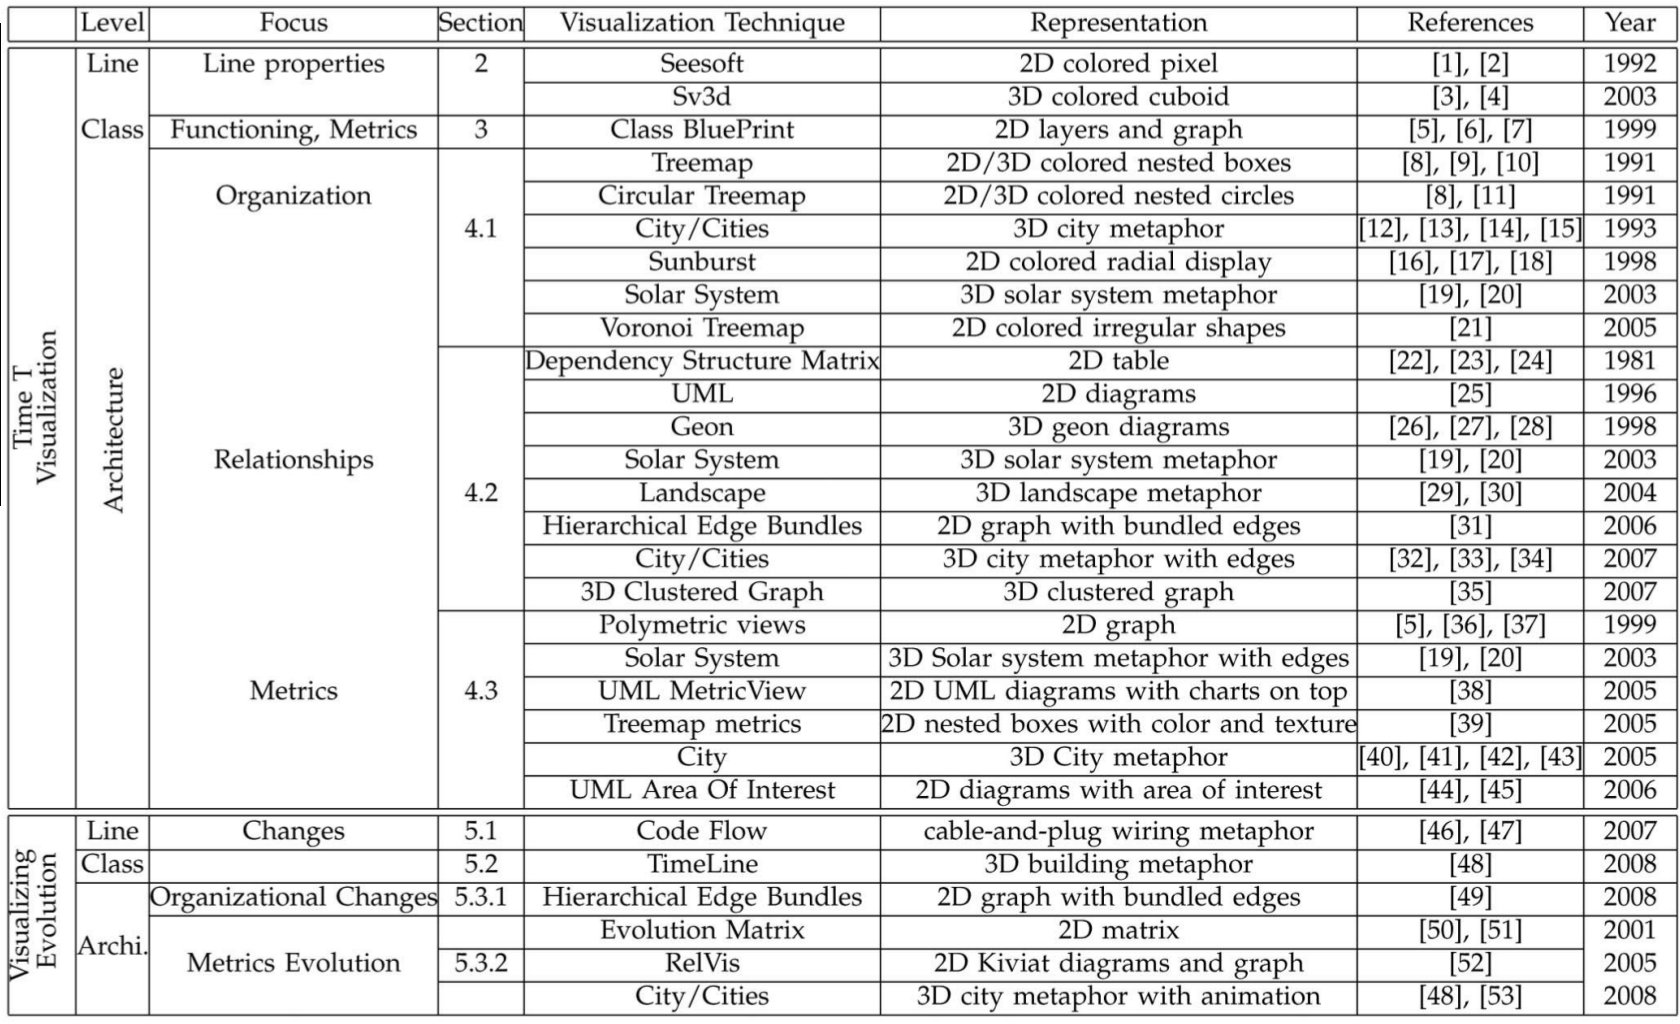 Level Focus Section Visualization Technique Representation References Year
Time T
Visualization
Line Line properties 2 Seesoft 2D colored pixel [1], [2] 1992
Sv3d 3D colored cuboid [3], [4] 2003
Class Functioning, Metrics 3 Class BluePrint 2D layers and graph [5], [6], [7] 1999
Architecture
Treemap 2D/3D colored nested boxes [8], [9], [10] 1991
Organization Circular Treemap 2D/3D colored nested circles [8], [11] 1991
4.1 City/Cities 3D city metaphor [12], [13], [14], [15] 1993
Sunburst 2D colored radial display [16], [17], [18] 1998
Solar System 3D solar system metaphor [19], [20] 2003
Voronoi Treemap 2D colored irregular shapes [21] 2005
Dependency Structure Matrix 2D table [22], [23], [24] 1981
UML 2D diagrams [25] 1996
Geon 3D geon diagrams [26], [27], [28] 1998
Relationships Solar System 3D solar system metaphor [19], [20] 2003
4.2 Landscape 3D landscape metaphor [29], [30] 2004
Hierarchical Edge Bundles 2D graph with bundled edges [31] 2006
City/Cities 3D city metaphor with edges [32], [33], [34] 2007
3D Clustered Graph 3D clustered graph [35] 2007
Polymetric views 2D graph [5], [36], [37] 1999
Solar System 3D Solar system metaphor with edges [19], [20] 2003
Metrics 4.3 UML MetricView 2D UML diagrams with charts on top [38] 2005
Treemap metrics 2D nested boxes with color and texture [39] 2005
City 3D City metaphor [40], [41], [42], [43] 2005
UML Area Of Interest 2D diagrams with area of interest [44], [45] 2006
Visualizing
Evolution
Line Changes 5.1 Code Flow cable-and-plug wiring metaphor [46], [47] 2007
Class 5.2 TimeLine 3D building metaphor [48] 2008
Organizational Changes 5.3.1 Hierarchical Edge Bundles 2D graph with bundled edges [49] 2008
Archi. Evolution Matrix 2D matrix [50], [51] 2001
Metrics Evolution 5.3.2 RelVis 2D Kiviat diagrams and graph [52] 2005
City/Cities 3D city metaphor with animation [48], [53] 2008